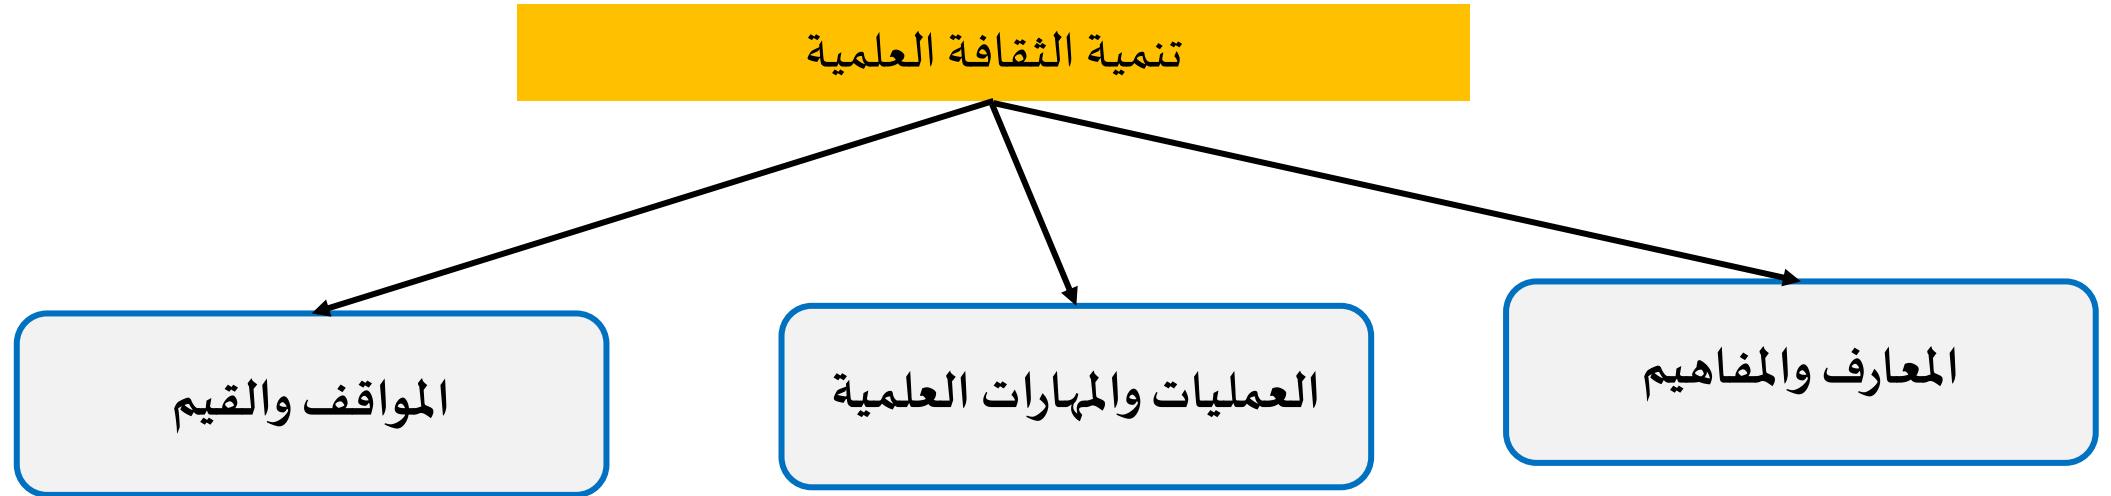 تنمية الثقافة العلمية
المعارف والمفاهيم
العمليات والمهارات العلمية
المواقف والقيم